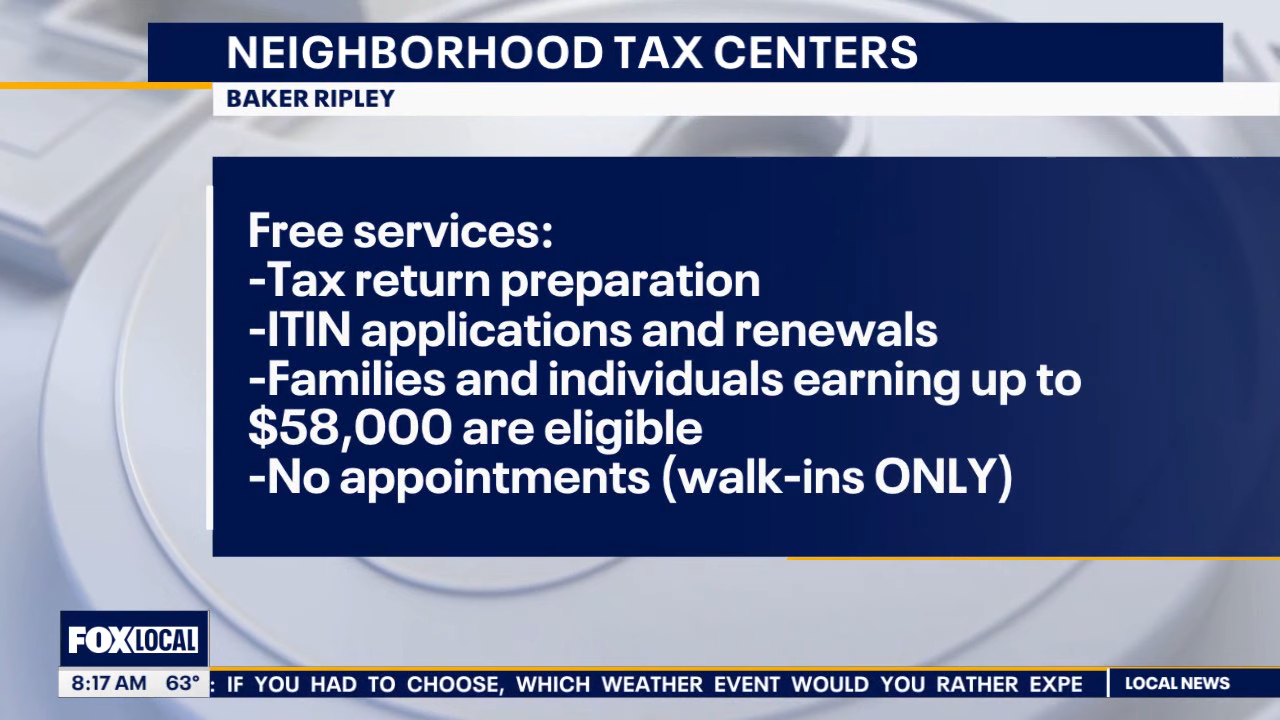 NEIGHBORHOOD TAX CENTERS
BAKER RIPLEY
Free services:
-Tax return preparation
-ITIN applications and renewals
-Families and individuals earning up to
$58,000 are eligible
-No appointments (walk-ins ONLY)
FOX LOCAL
8:17 AM 63° : IF YOU HAD TO CHOOSE, WHICH WEATHER EVENT WOULD YOU RATHER EXPE LOCAL NEWS